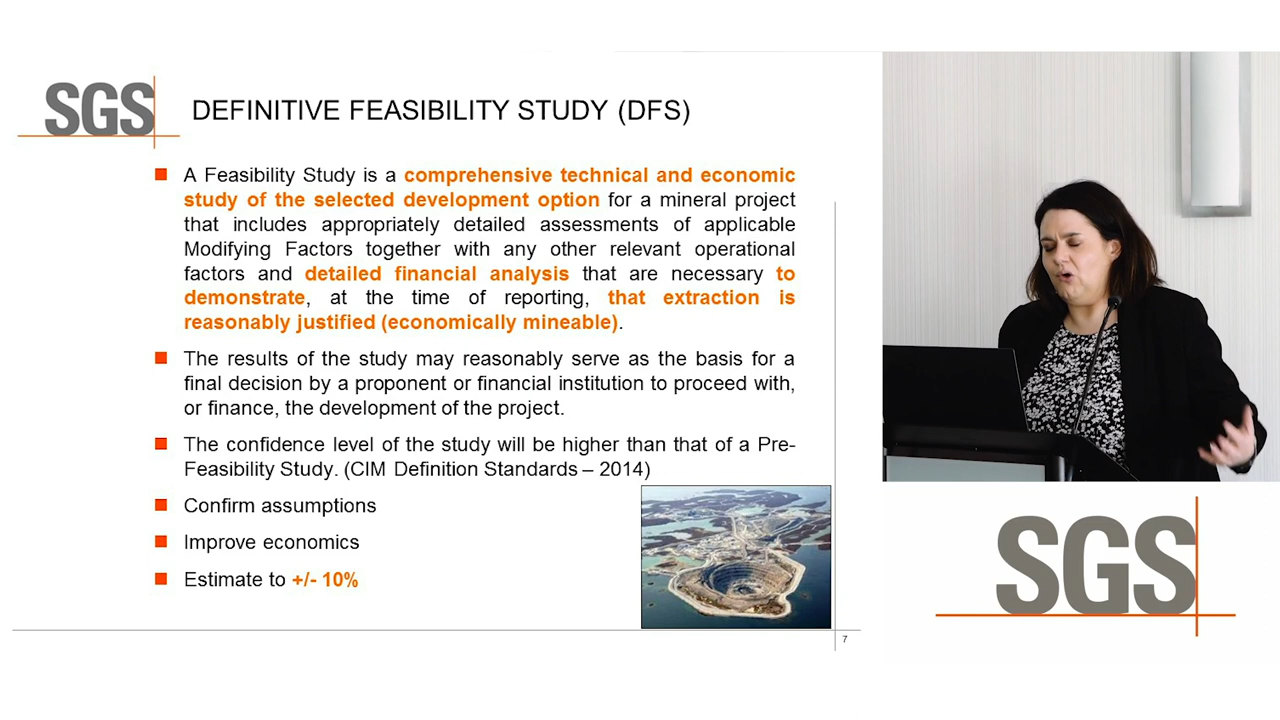 SGS
DEFINITIVE FEASIBILITY STUDY (DFS)
A Feasibility Study is a comprehensive technical and economic
study of the selected development option for a mineral project
that includes appropriately detailed assessments of applicable
Modifying Factors together with any other relevant operational
factors and detailed financial analysis that are necessary to
demonstrate, at the time of reporting, that extraction is
reasonably justified (economically mineable).
The results of the study may reasonably serve as the basis for a
final decision by a proponent or financial institution to proceed with,
or finance, the development of the project.
The confidence level of the study will be higher than that of a Pre-
Feasibility Study. (CIM Definition Standards – 2014)
Confirm assumptions
Improve economics
Estimate to +/- 10%
7
SGS